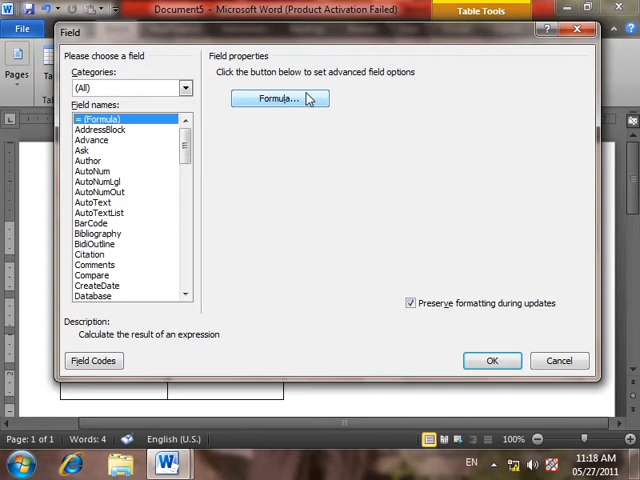 Document5 - Microsoft Word (Product Activation Failed)
Table Tools
File
Pages
Field
Please choose a field
Categories:
(All)
Field names:
= (Formula)
AddressBlock
Advance
Ask
Author
AutoNum
AutoNumLgl
AutoNumOut
AutoText
AutoTextList
BarCode
Bibliography
BidiOutline
Citation
Comments
Compare
CreateDate
Database
Field properties
Click the button below to set advanced field options
Formula...
Preserve formatting during updates
Description:
Calculate the result of an expression
Field Codes
OK
Cancel
Page: 1 of 1
Words: 4
English (U.S.)
100%
EN
11:18 AM
05/27/2011